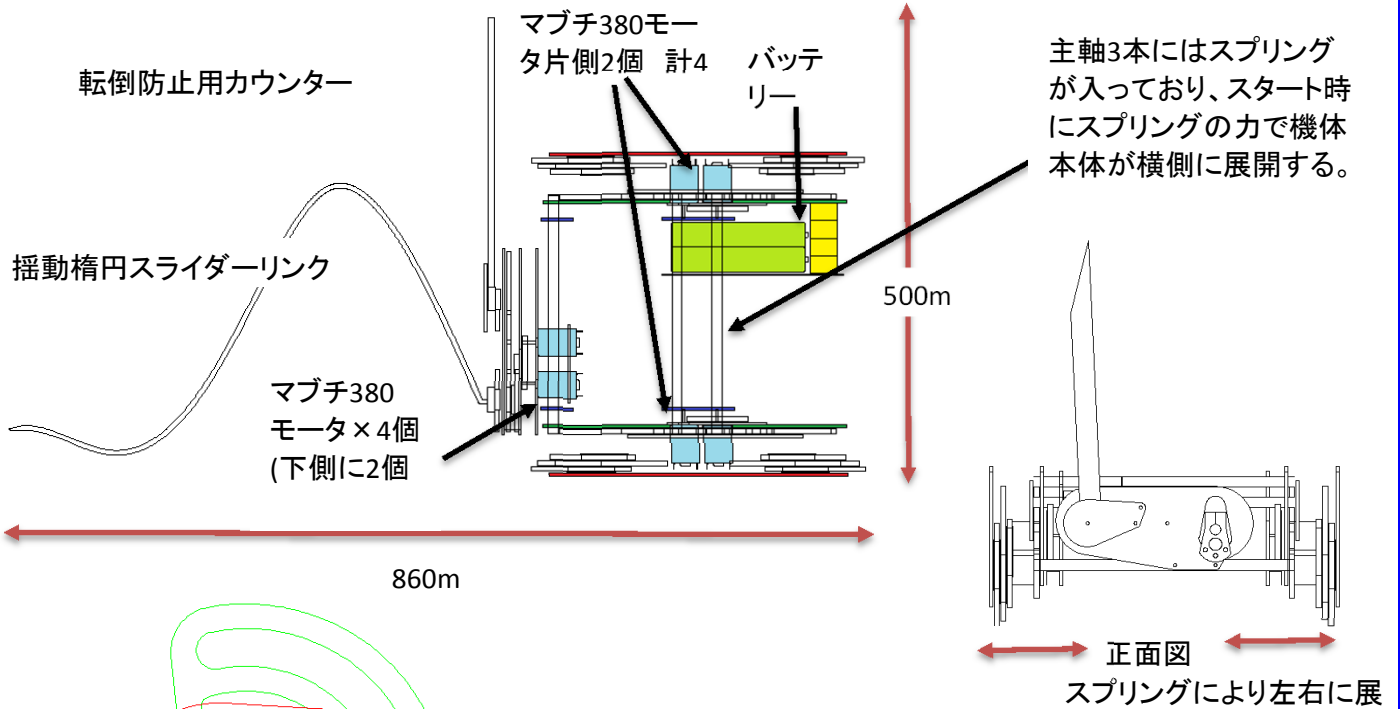 マブチ380モー
タ片側2個 計4
バッテ
リー
主軸3本にはスプリング
が入っており、スタート時
にスプリングの力で機体
本体が横側に展開する。
転倒防止用カウンター
揺動楕円スライダーリンク
500m
マブチ380
モータ×4個
(下側に2個
860m
正面図
スプリングにより左右に展